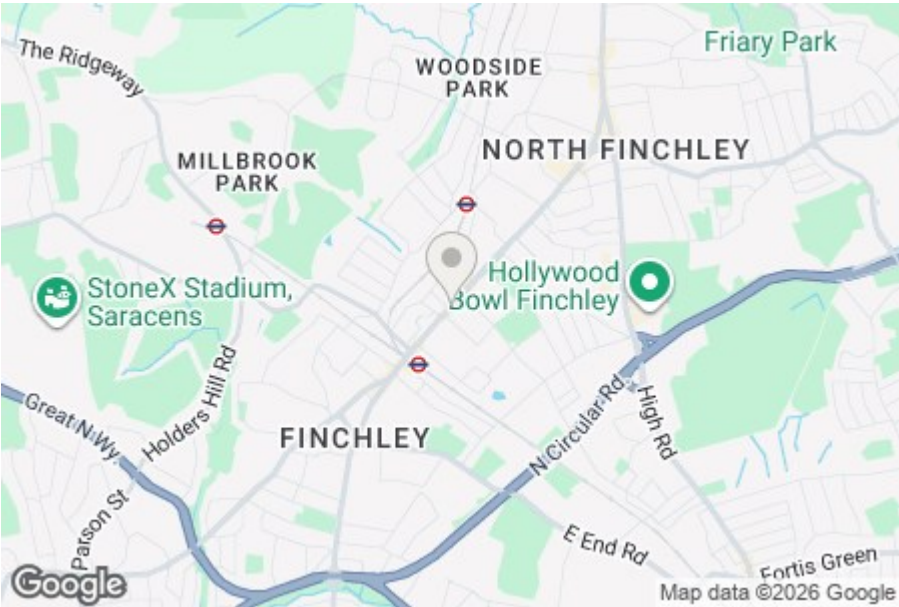 The Ridgeway
WOODSIDE
PARK
Friary Park
NORTH FINCHLEY
MILLBROOK
PARK
StoneX Stadium,
Saracens
Hollywood
Bowl Finchley
Holders Hill Rd
Great N Wy
FINCHLEY
N Circular Rd
High Rd
Parson St
E End Rd
Fortis Green
Google
Map data ©2026 Google